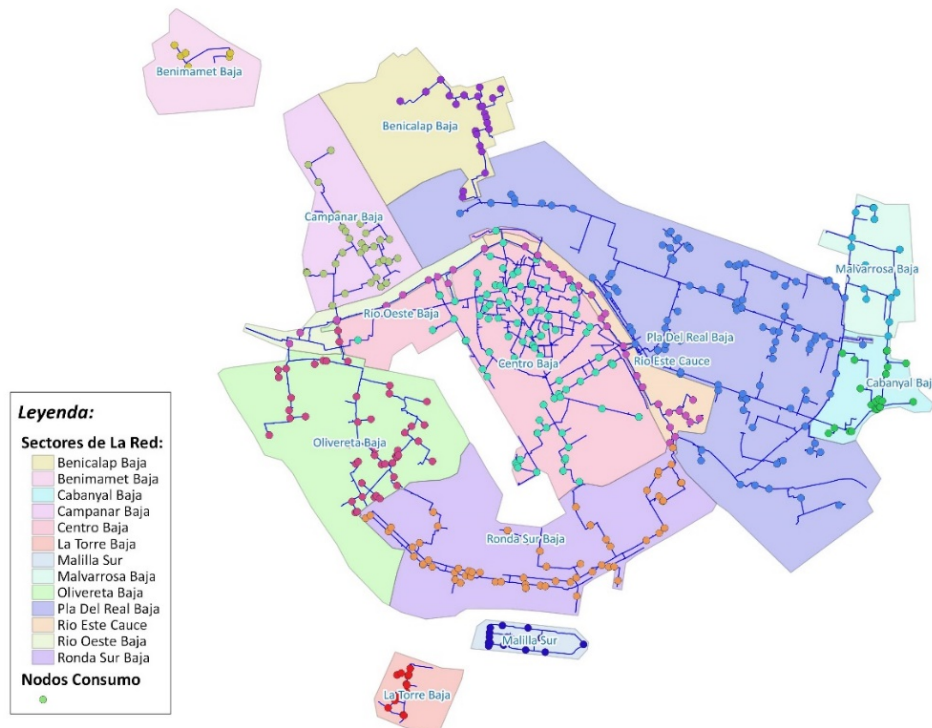 Benimamet Baja
Benicalap Baja
Campanar Baja
Malvarrosa Baja
Rio Oeste Baja
Pla Del Real Baja
Rio Este Cauce
Centro Baja
Cabanyal Baj
Olivereta Baja
Ronda Sur Baja
Malilla Sur
La Torre Baja
Leyenda:
Sectores de La Red:
Benicalap Baja
Benimamet Baja
Cabanyal Baja
Campanar Baja
Centro Baja
La Torre Baja
Malilla Sur
Malvarrosa Baja
Olivereta Baja
Pla Del Real Baja
Rio Este Cauce
Rio Oeste Baja
Ronda Sur Baja
Nodos Consumo